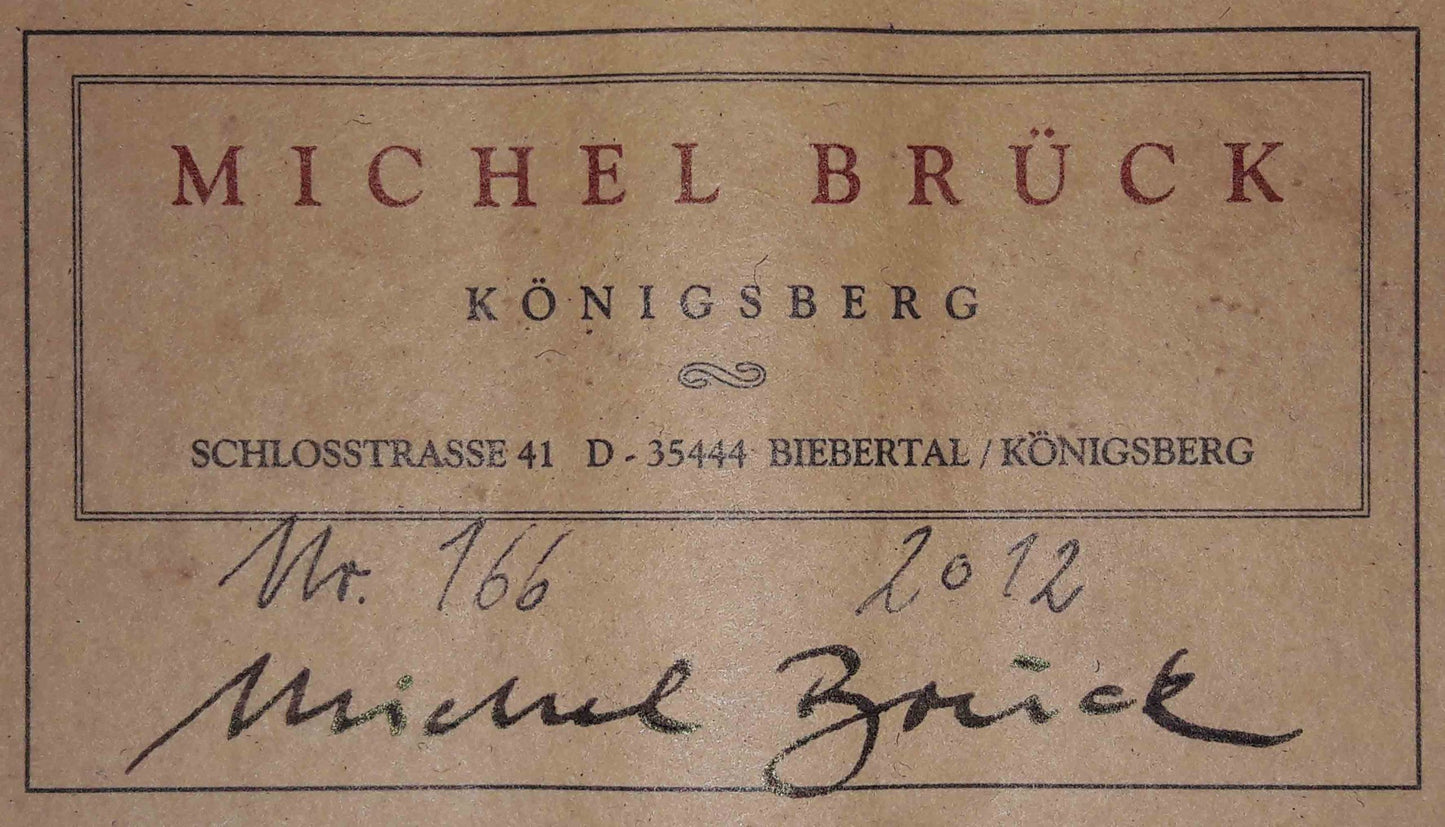 MICHEL BRÜCK
KÖNIGSBERG
SCHLOSSTRASSE 41 D - 35444 BIEBERTAL / KÖNIGSBERG
Nr. 166 2012
Michel Brück